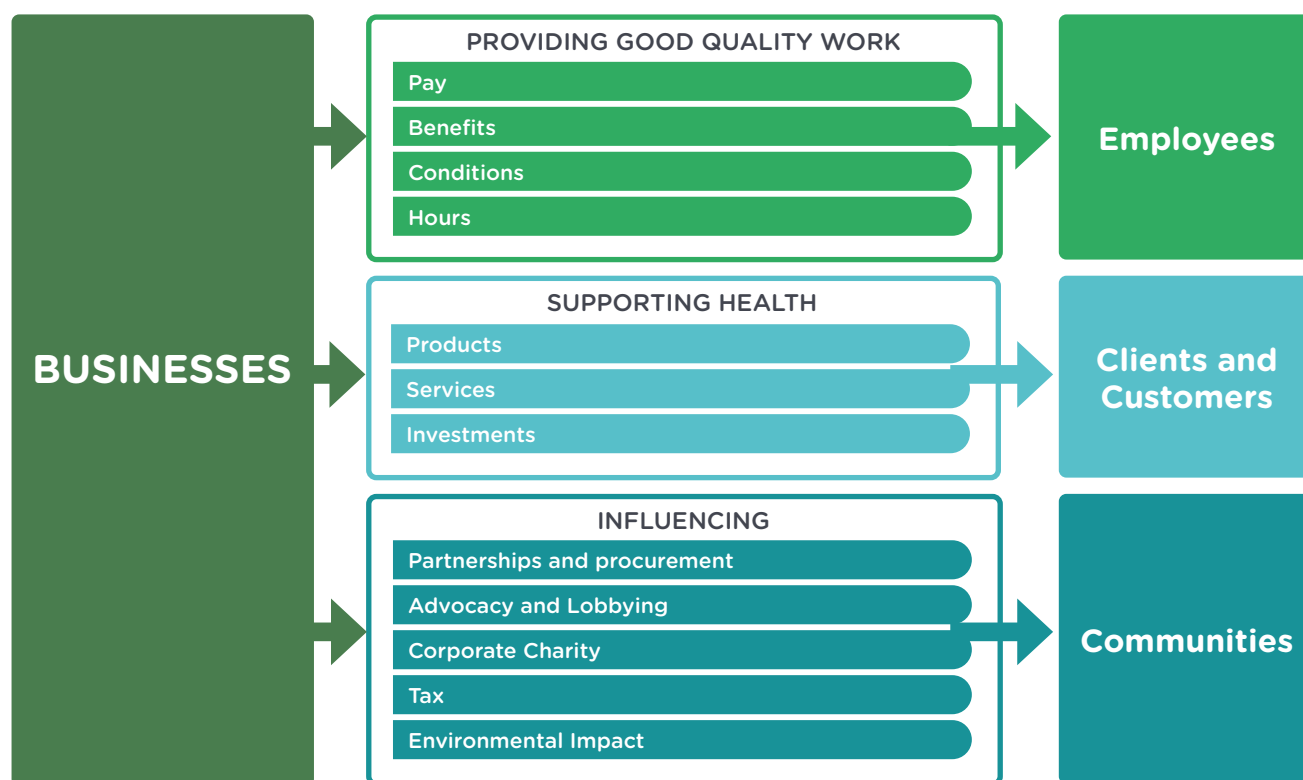 BUSINESSES
PROVIDING GOOD QUALITY WORK
Pay
Benefits
Conditions
Hours
Employees
SUPPORTING HEALTH
Products
Services
Investments
Clients and
Customers
INFLUENCING
Partnerships and procurement
Advocacy and Lobbying
Corporate Charity
Tax
Environmental Impact
Communities